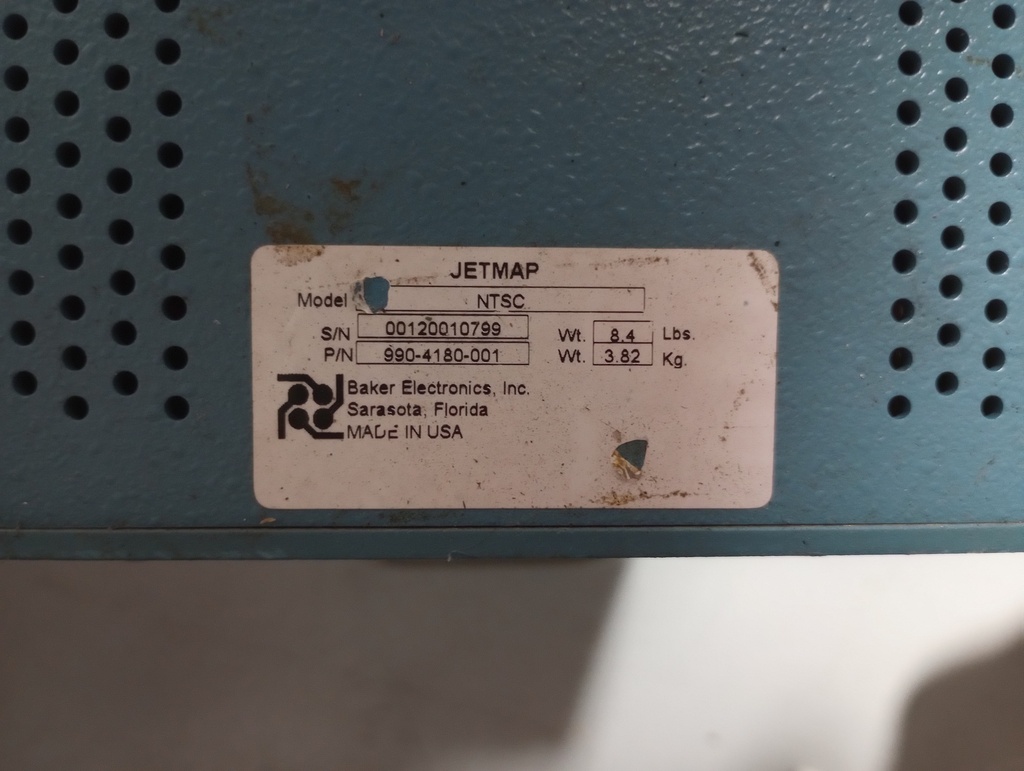 JETMAP
Model NTSC
S/N 00120010799 Wt. 8.4 Lbs.
P/N 990-4180-001 Wt. 3.82 Kg.
Baker Electronics, Inc.
Sarasota, Florida
MADE IN USA